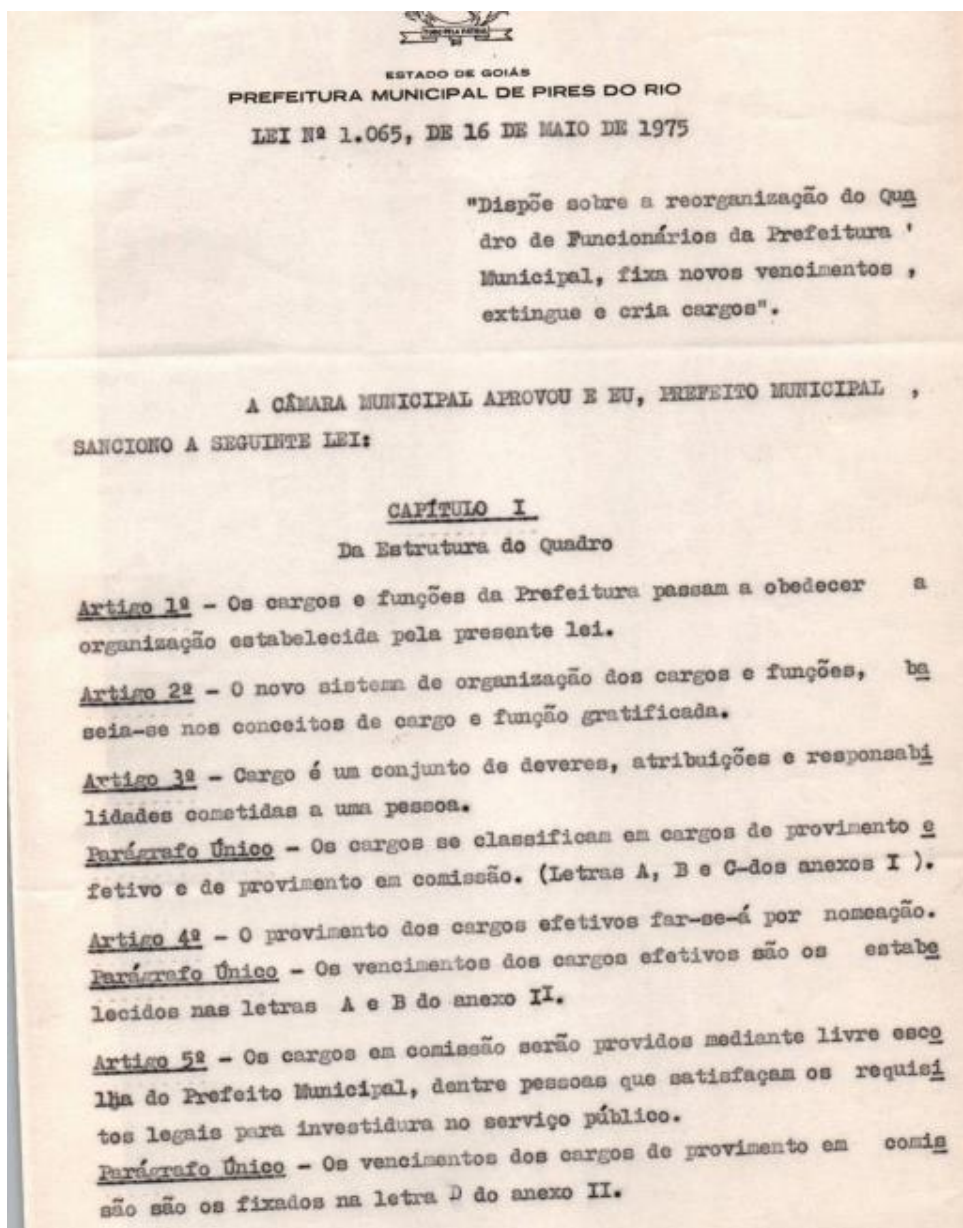 ESTADO DE GOIÁS
PREFEITURA MUNICIPAL DE PIRES DO RIO
LEI Nº 1.065, DE 16 DE MAIO DE 1975
"Dispõe sobre a reorganização do Qua
dro de Funcionários da Prefeitura '
Municipal, fixa novos vencimentos ,
extingue e cria cargos".
A CÂMARA MUNICIPAL APROVOU E EU, PREFEITO MUNICIPAL ,
SANCIONO A SEGUINTE LEI:
CAPÍTULO I
Da Estrutura do Quadro
Artigo 1º - Os cargos e funções da Prefeitura passam a obedecer a
organização estabelecida pela presente lei.
Artigo 2º - O novo sistema de organização dos cargos e funções, ba
seia-se nos conceitos de cargo e função gratificada.
Artigo 3º - Cargo é um conjunto de deveres, atribuições e responsabi
lidades cometidas a uma pessoa.
Parágrafo Único - Os cargos se classificam em cargos de provimento e
fetivo e de provimento em comissão. (Letras A, B e C-dos anexos I ).
Artigo 4º - O provimento dos cargos efetivos far-se-á por nomeação.
Parágrafo Único - Os vencimentos dos cargos efetivos são os estabe
lecidos nas letras A e B do anexo II.
Artigo 5º - Os cargos em comissão serão providos mediante livre esco
lha do Prefeito Municipal, dentre pessoas que satisfaçam os requisi
tos legais para investidura no serviço público.
Parágrafo Único - Os vencimentos dos cargos de provimento em comis
são são os fixados na letra D do anexo II.